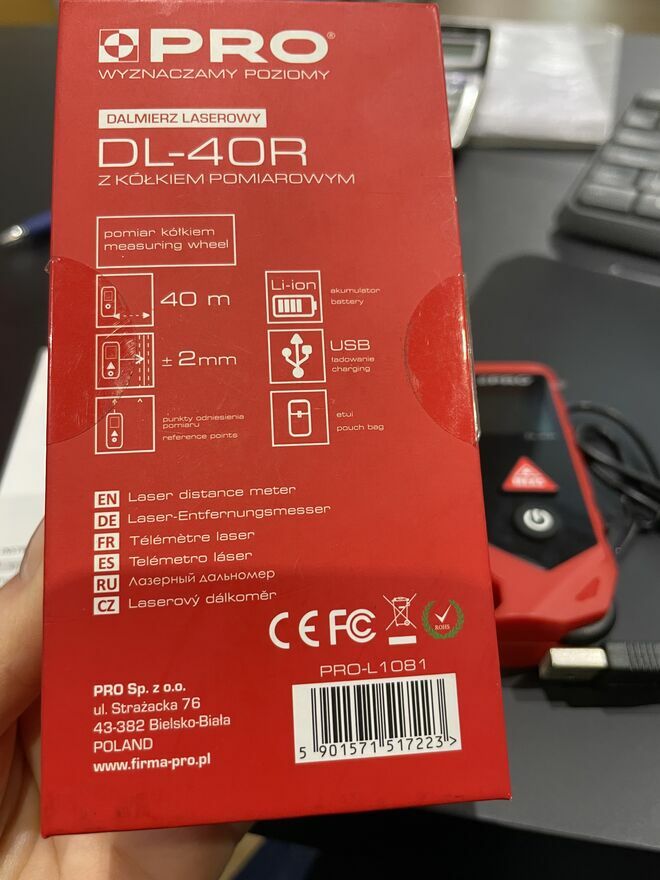 PRO®
WYZNACZAMY POZIOMY
DALMIERZ LASEROWY
DL-40R
Z KÓŁKIEM POMIAROWYM
pomiar kółkiem
measuring wheel
40 m
Li-ion
akumulator
battery
± 2mm
USB
ładowanie
charging
punkty odniesienia
pomiaru
reference points
etui
pouch bag
EN Laser distance meter
DE Laser-Entfernungsmesser
FR Télémètre laser
ES Telémetro láser
RU Лазерный дальномер
CZ Laserový dálkoměr
CE FC
ROHS
PRO-L1081
5 901571 517223 >
PRO Sp. z o.o.
ul. Strażacka 76
43-382 Bielsko-Biała
POLAND
www.firma-pro.pl
PRO